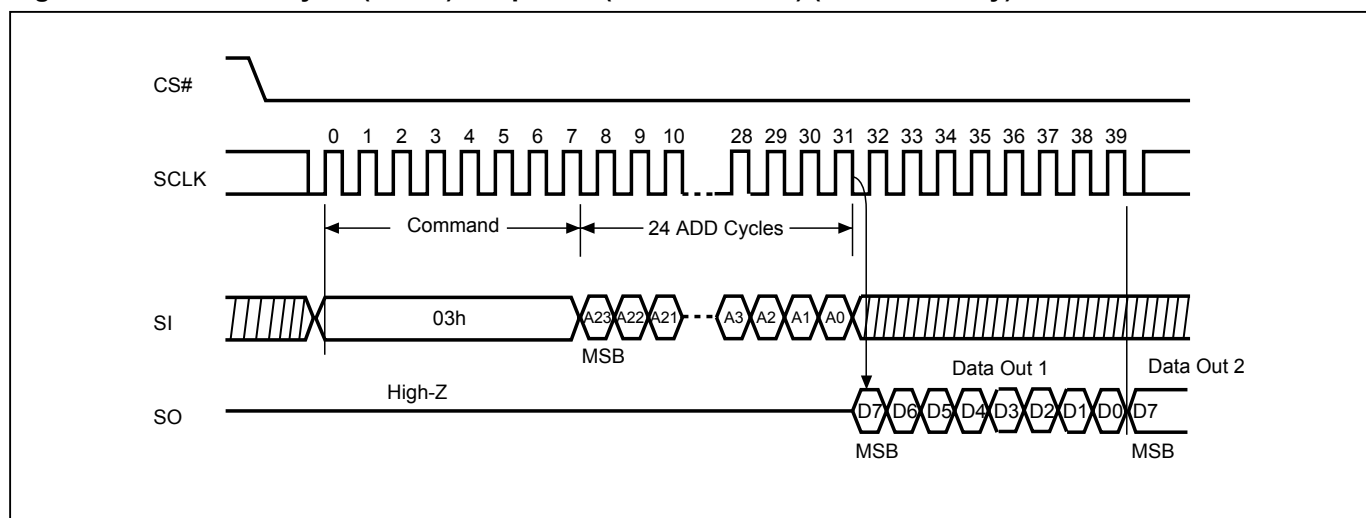 CS#
0 1 2 3 4 5 6 7 8 9 10 28 29 30 31 32 33 34 35 36 37 38 39
SCLK
Command
24 ADD Cycles
SI
03h
A23 A22 A21 A3 A2 A1 A0
MSB
Data Out 1
Data Out 2
High-Z
SO
D7 D6 D5 D4 D3 D2 D1 D0 D7
MSB
MSB